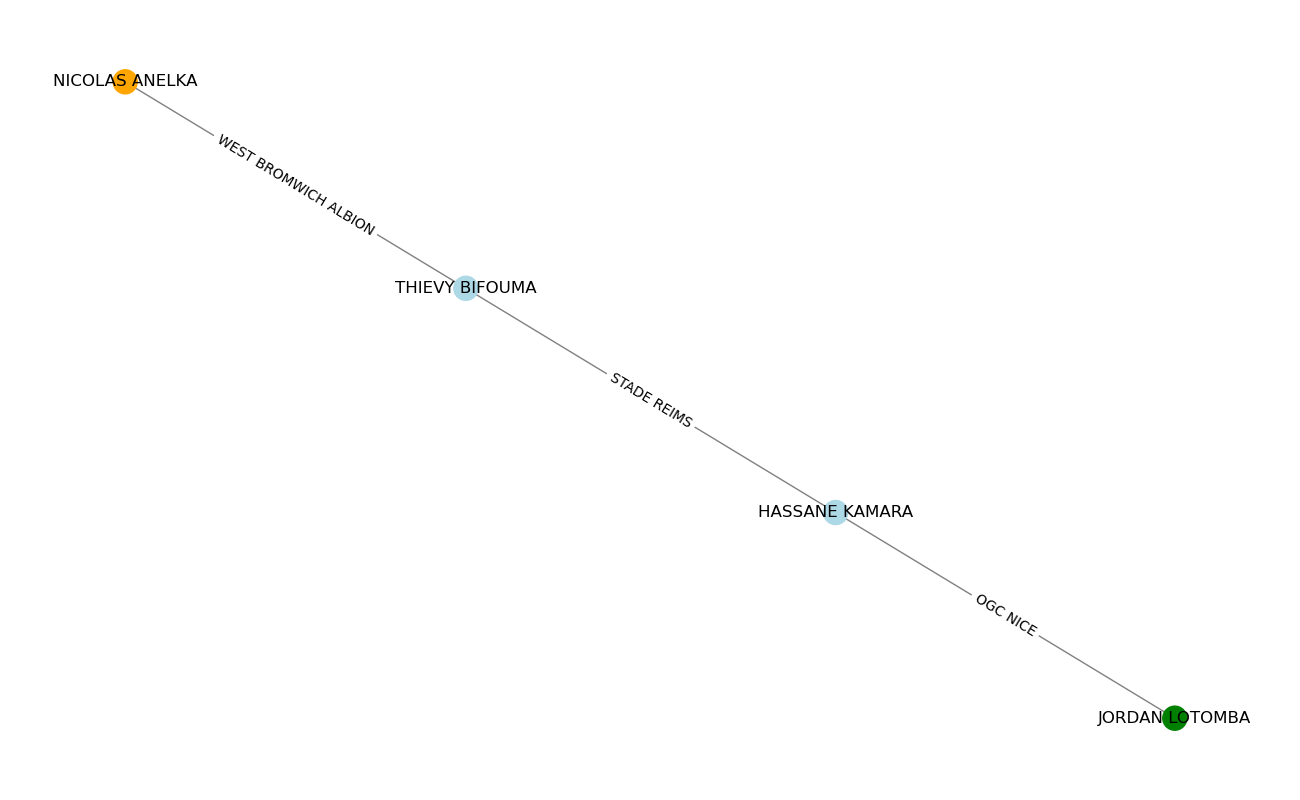 NICOLAS ANELKA
WEST BROMWICH ALBION
THIEVY BIFOUMA
STADE REIMS
HASSANE KAMARA
OGC NICE
JORDAN LOTOMBA